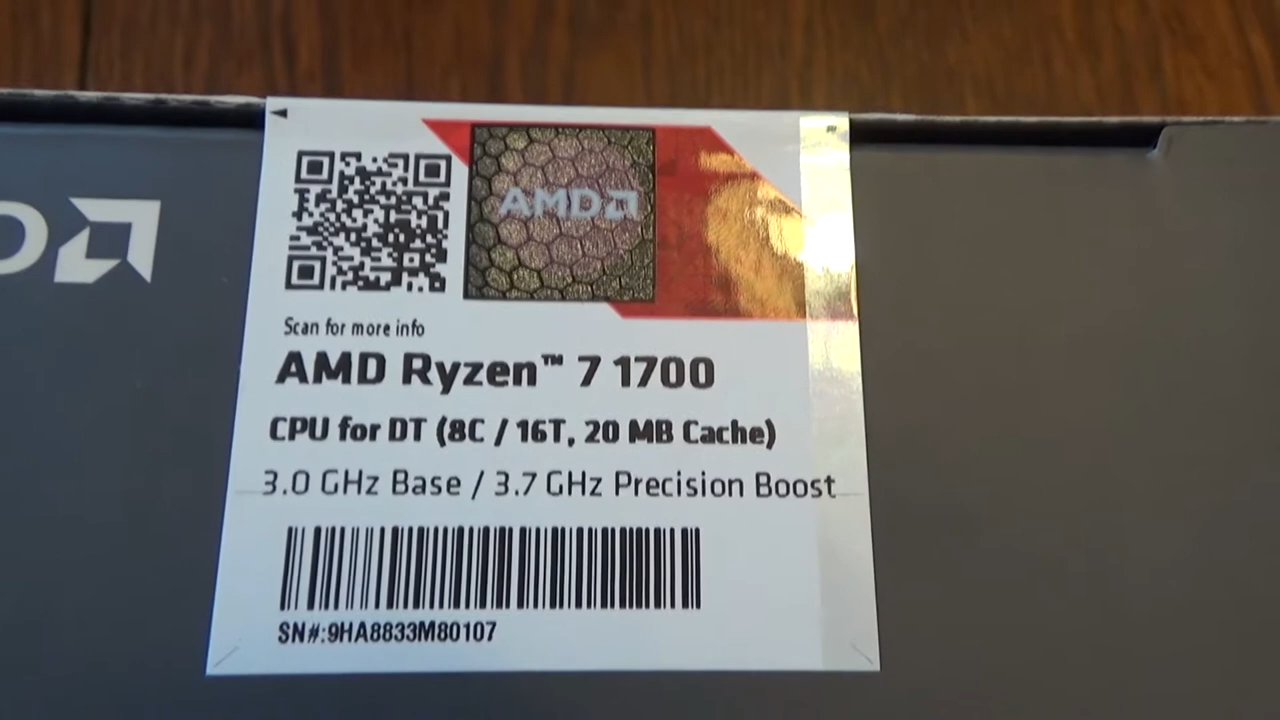 AMD
Scan for more info
AMD Ryzen™ 7 1700
CPU for DT (8C / 16T, 20 MB Cache)
3.0 GHz Base / 3.7 GHz Precision Boost
SN#:9HA8833M80107
D